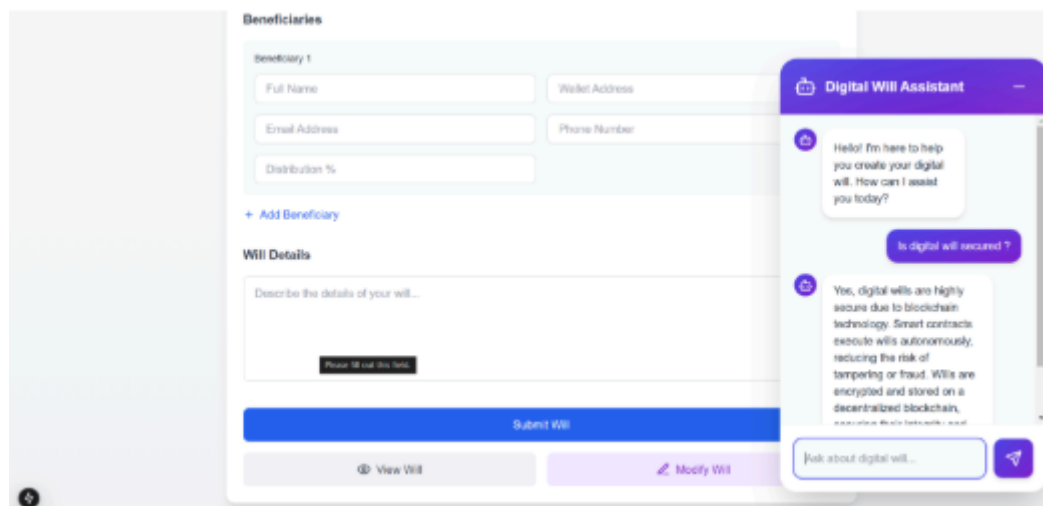 Beneficiaries
Beneficiary 1
Full Name
Wallet Address
Email Address
Phone Number
Distribution %
+ Add Beneficiary
Will Details
Describe the details of your will...
Please fill out this field.
Submit Will
View Will
Modify Will
Digital Will Assistant
Hello! I'm here to help
you create your digital
will. How can I assist
you today?
Is digital will secured ?
Yes, digital wills are highly
secure due to blockchain
technology. Smart contracts
execute wills autonomously,
reducing the risk of
tampering or fraud. Wills are
encrypted and stored on a
decentralized blockchain,
ensuring their integrity and
Ask about digital will...